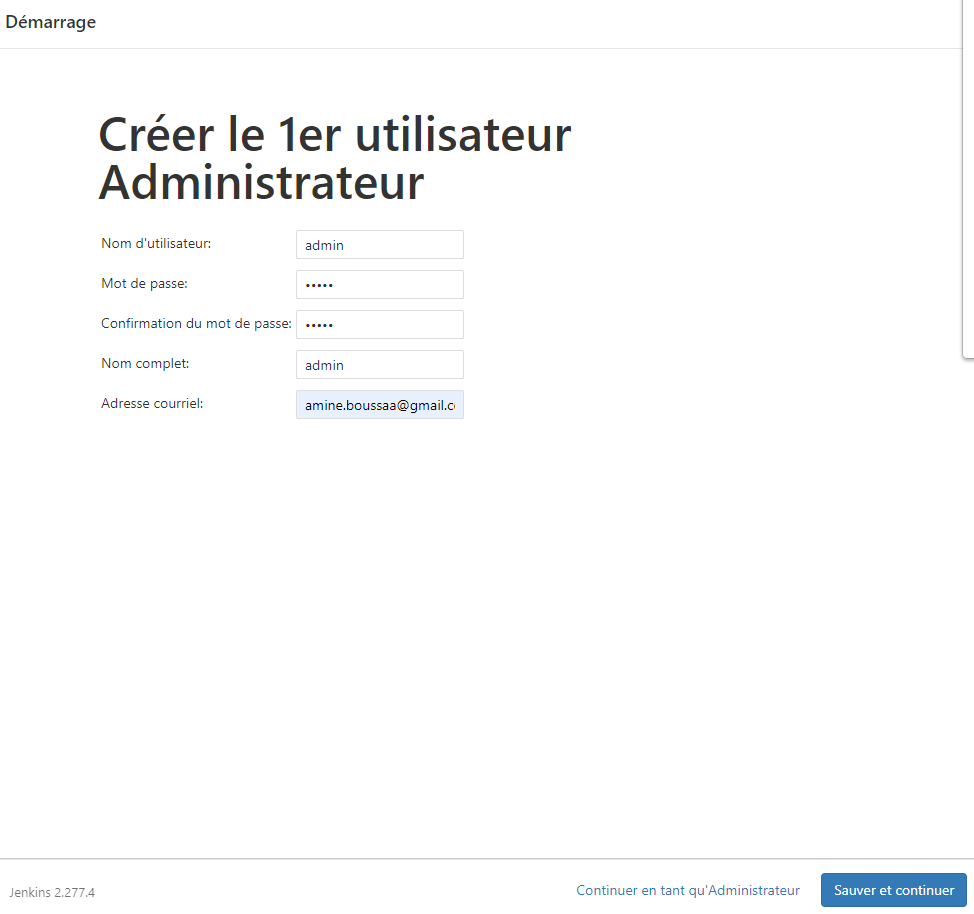 Démarrage
Créer le 1er utilisateur
Administrateur
Nom d'utilisateur: admin
Mot de passe: •••••
Confirmation du mot de passe: •••••
Nom complet: admin
Adresse courriel: amine.boussaa@gmail.c
Jenkins 2.277.4 Continuer en tant qu'Administrateur Sauver et continuer